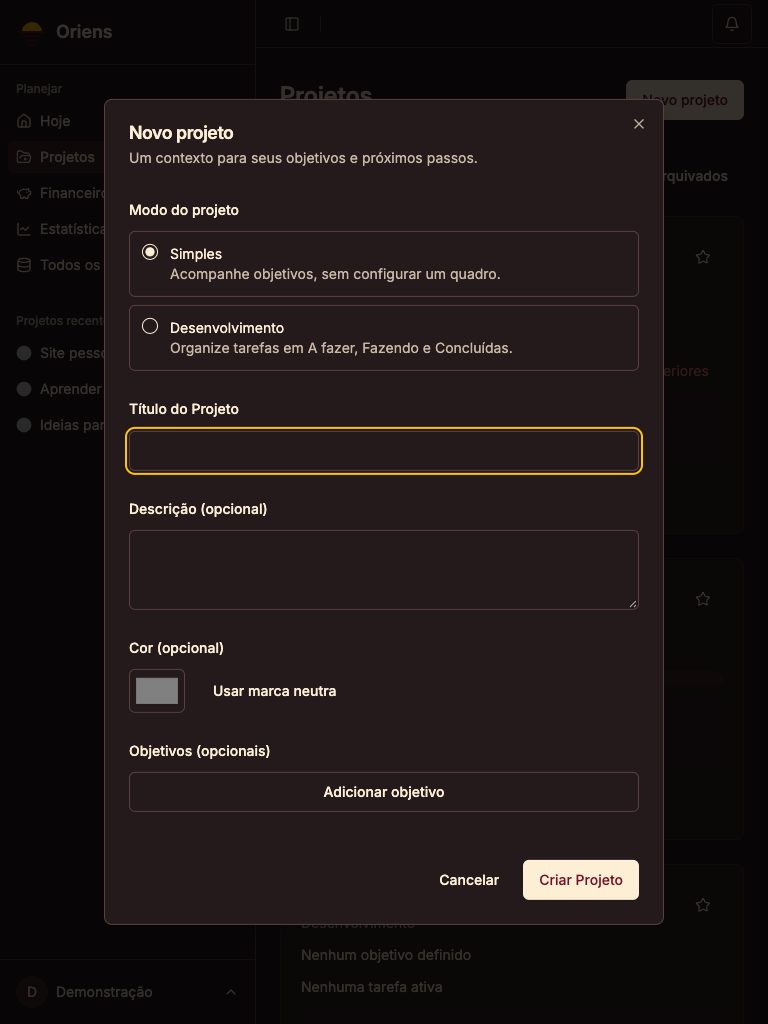 Oriens
Planejar
Hoje
Projetos
Financeiro
Estatística
Todos os
Projetos recent
Site pesso
Aprender
Ideias par
D
Demonstração
Projetos
Novo projeto
rquivados
eriores
Novo projeto
Um contexto para seus objetivos e próximos passos.
Modo do projeto
Simples
Acompanhe objetivos, sem configurar um quadro.
Desenvolvimento
Organize tarefas em A fazer, Fazendo e Concluídas.
Título do Projeto
Descrição (opcional)
Cor (opcional)
Usar marca neutra
Objetivos (opcionais)
Adicionar objetivo
Cancelar
Criar Projeto
Desenvolvimento
Nenhum objetivo definido
Nenhuma tarefa ativa